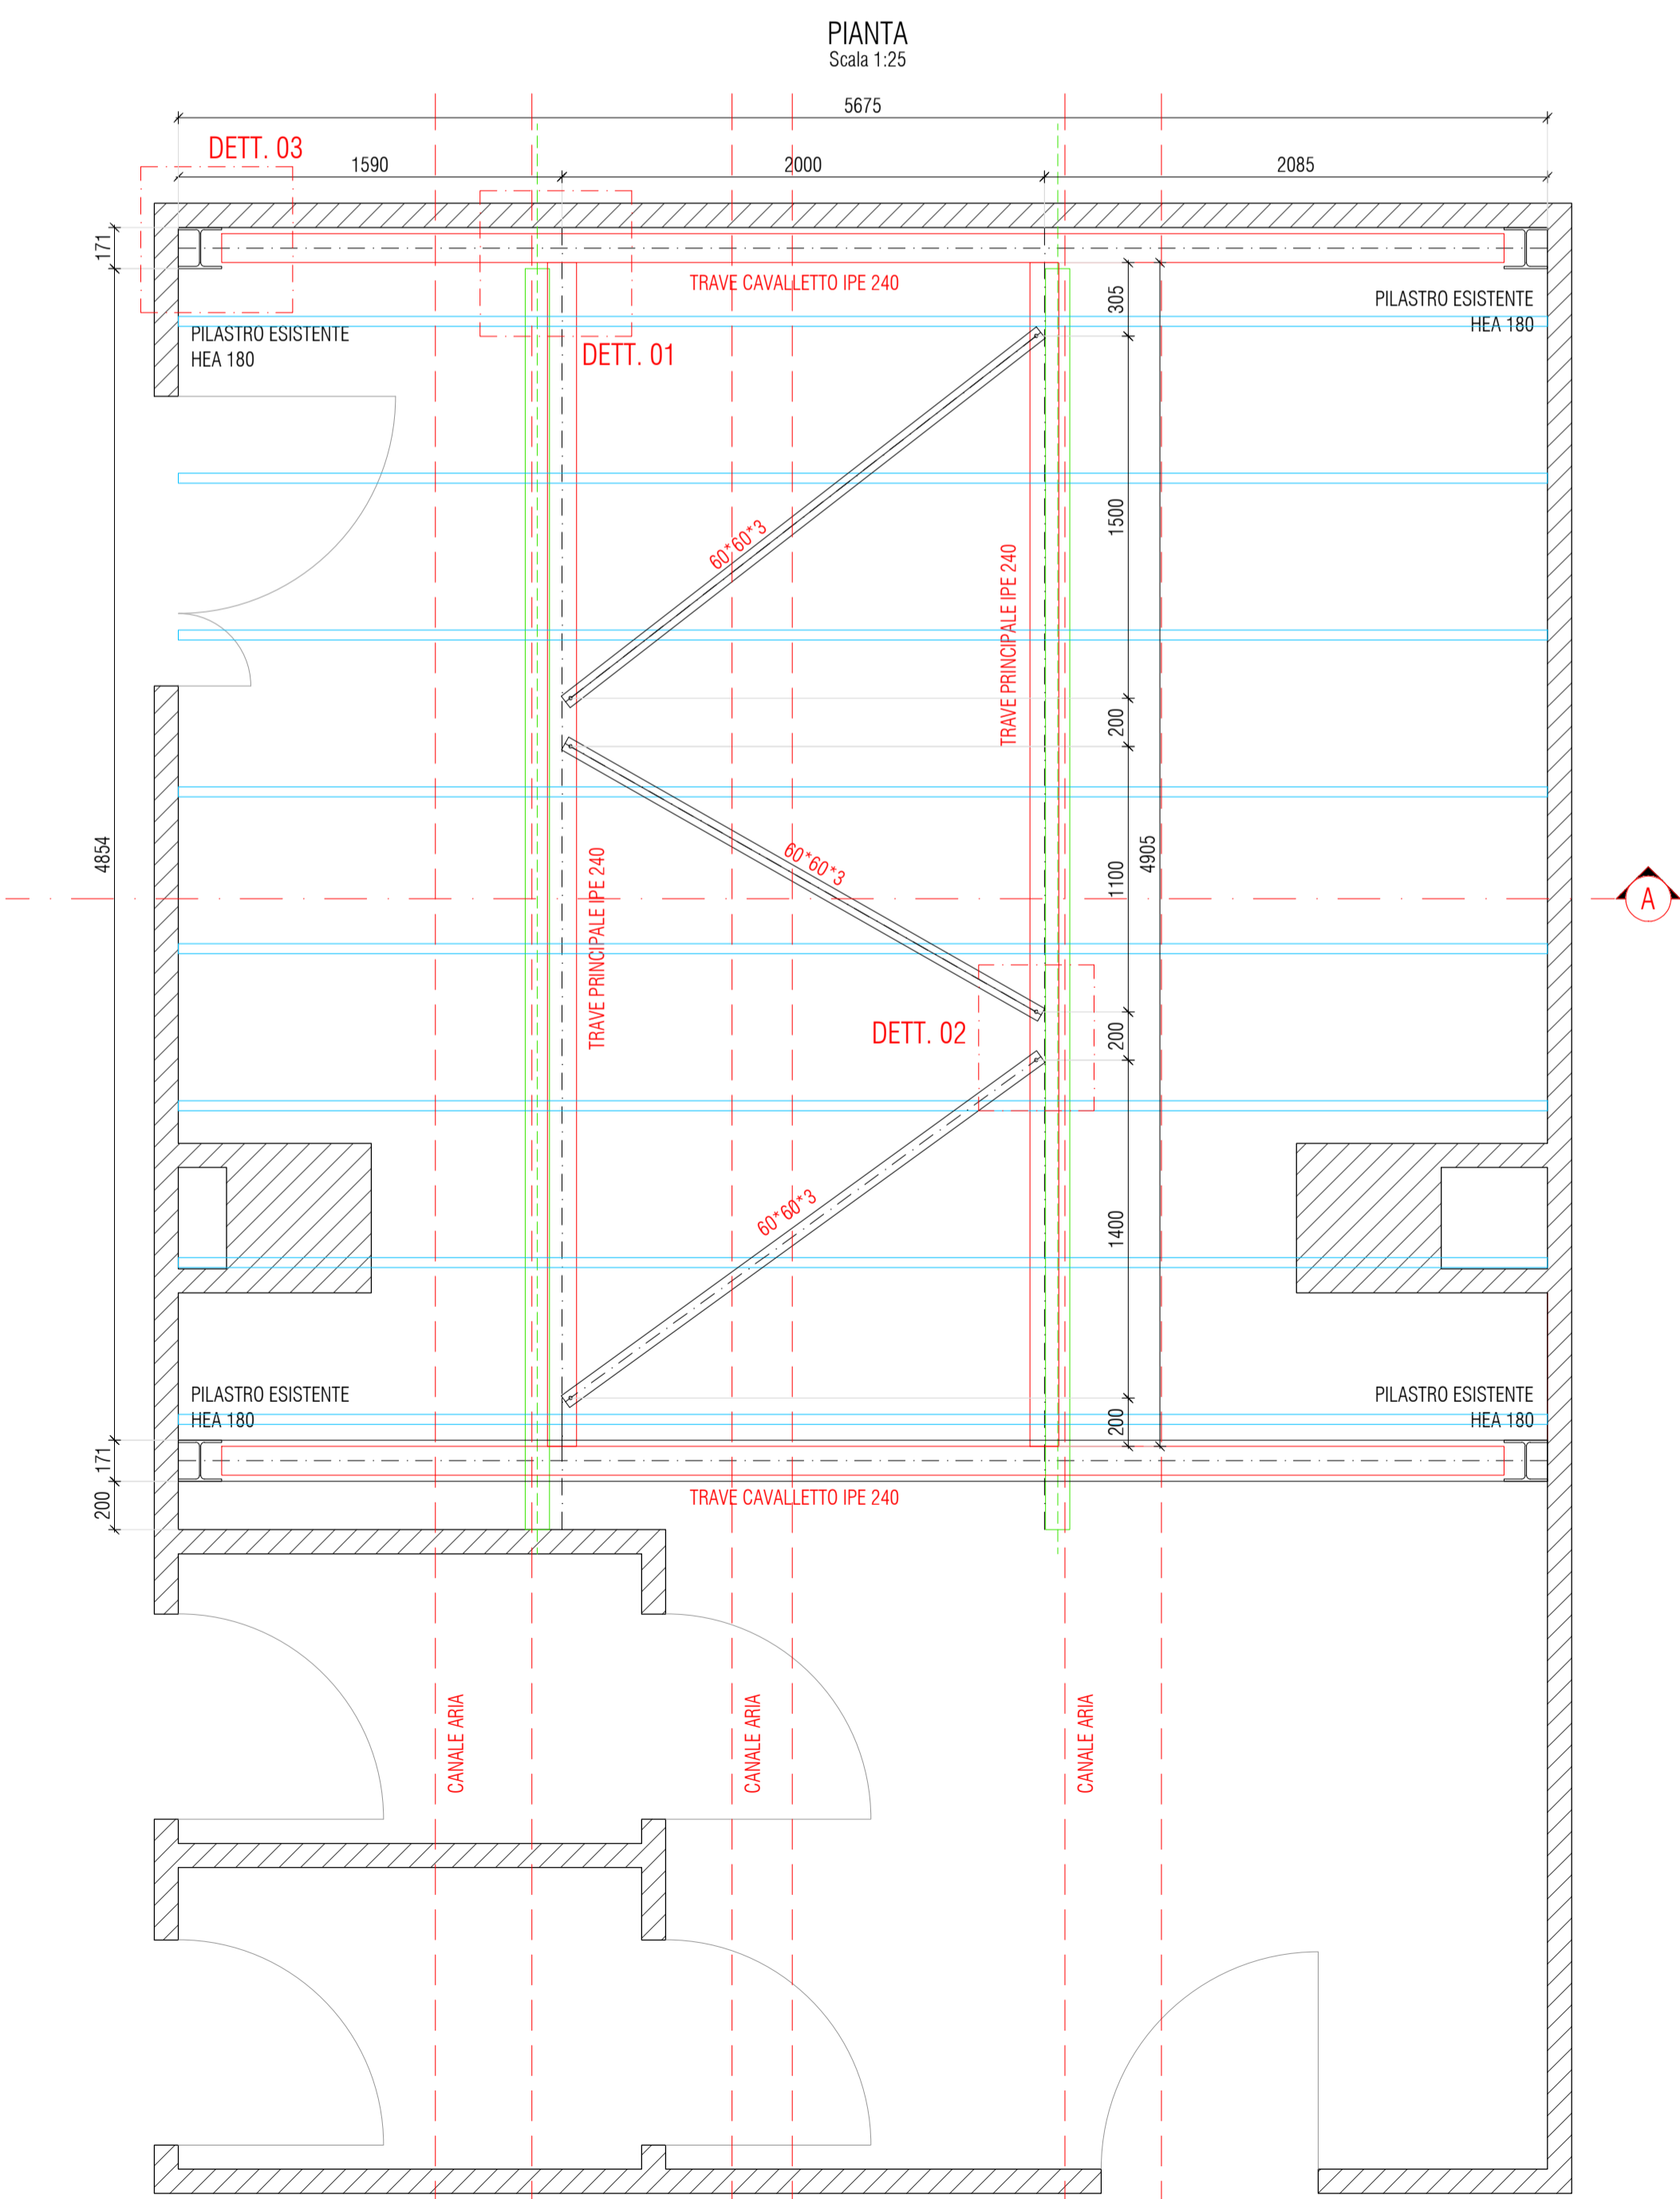 PIANTA
Scala 1:25
5675
DETT. 03
1590
2000
2085
171
TRAVE CAVALLETTO IPE 240
305
PILASTRO ESISTENTE
HEA 180
PILASTRO ESISTENTE
HEA 180
DETT. 01
60*60*3
1500
TRAVE PRINCIPALE IPE 240
200
4854
60*60*3
4905
1100
TRAVE PRINCIPALE IPE 240
A
DETT. 02
200
60*60*3
1400
PILASTRO ESISTENTE
HEA 180
PILASTRO ESISTENTE
HEA 180
200
171
TRAVE CAVALLETTO IPE 240
200
CANALE ARIA
CANALE ARIA
CANALE ARIA